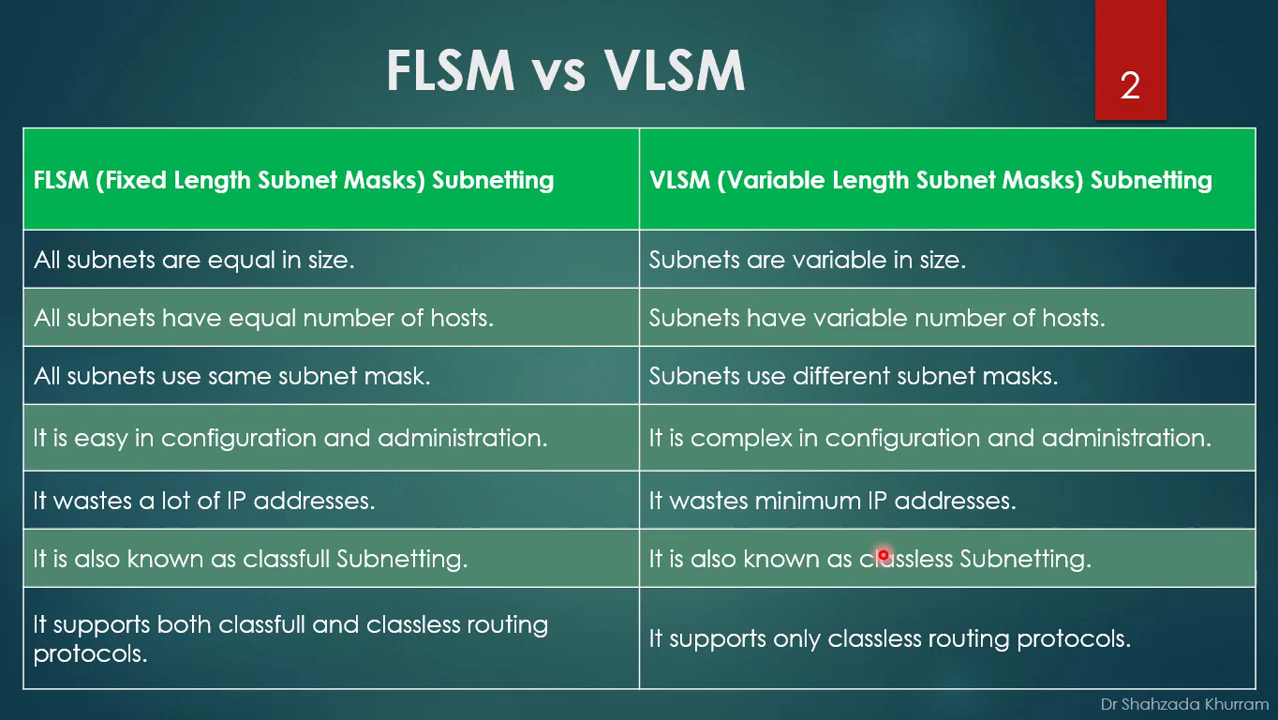 FLSM vs VLSM
2
FLSM (Fixed Length Subnet Masks) Subnetting
VLSM (Variable Length Subnet Masks) Subnetting
All subnets are equal in size.
Subnets are variable in size.
All subnets have equal number of hosts.
Subnets have variable number of hosts.
All subnets use same subnet mask.
Subnets use different subnet masks.
It is easy in configuration and administration.
It is complex in configuration and administration.
It wastes a lot of IP addresses.
It wastes minimum IP addresses.
It is also known as classfull Subnetting.
It is also known as classless Subnetting.
It supports both classfull and classless routing
protocols.
It supports only classless routing protocols.
Dr Shahzada Khurram